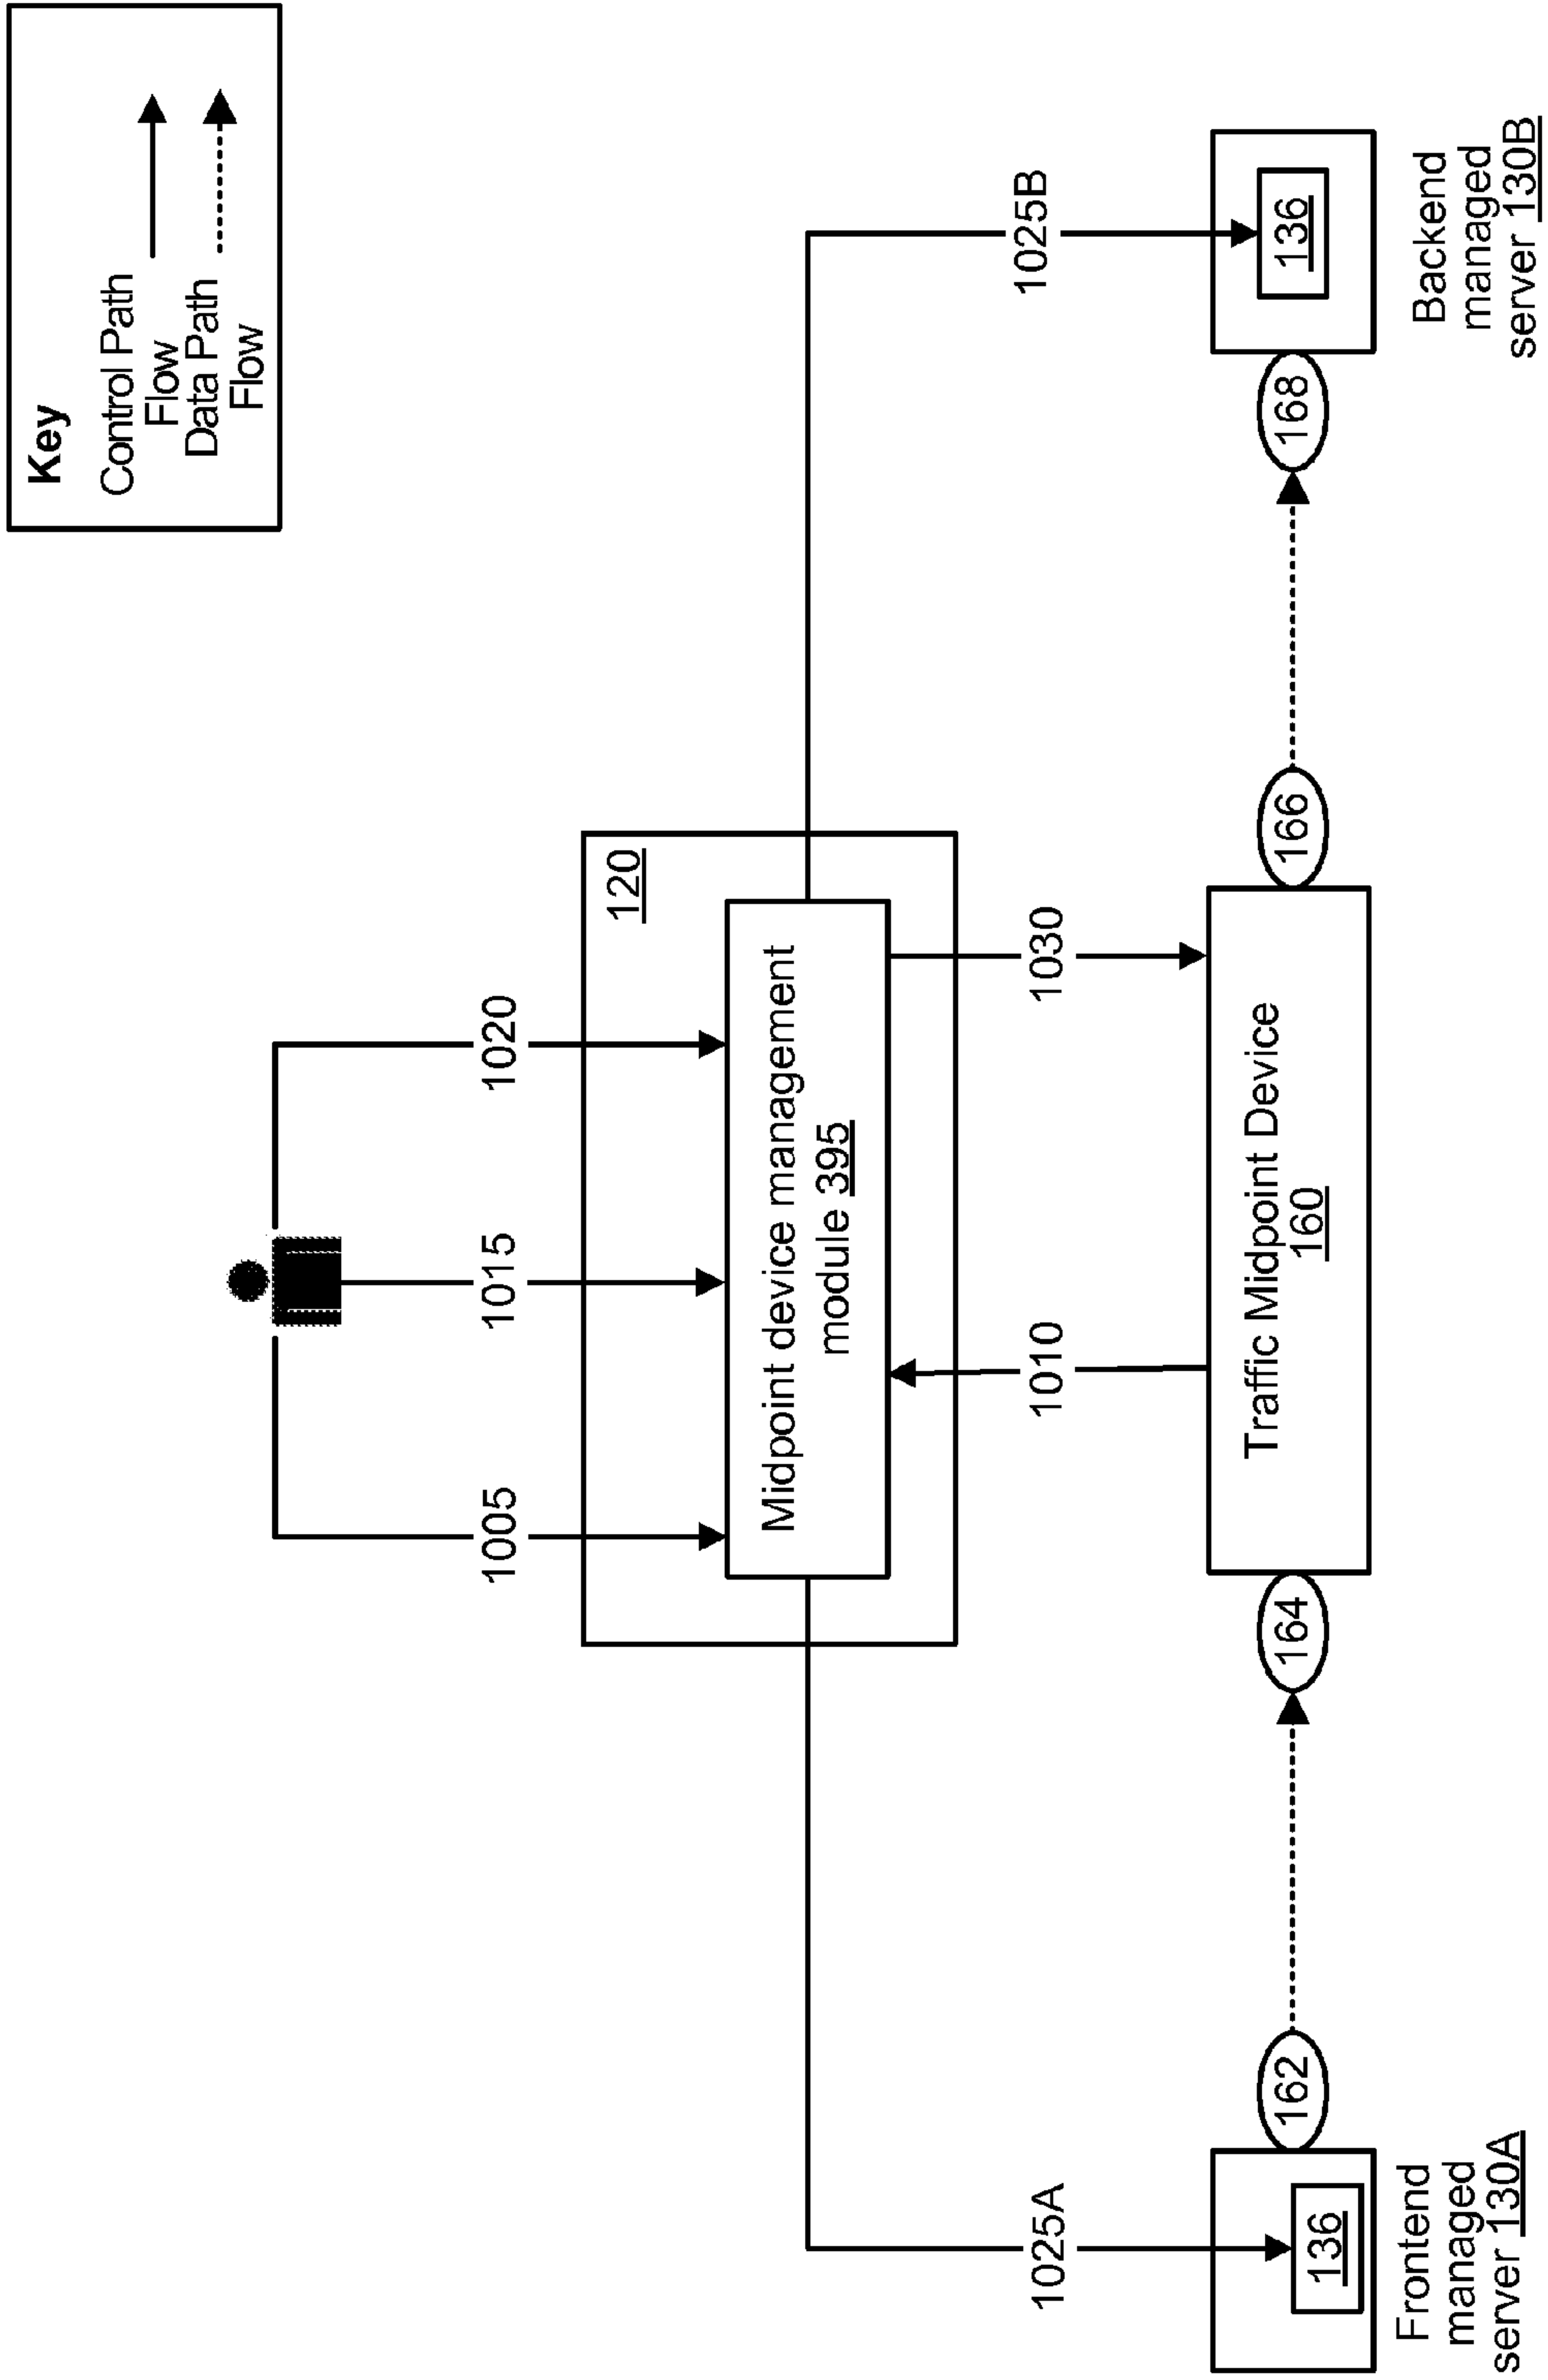 Key
Control Path
Flow
Data Path
Flow
1005
1015
1020
120
Midpoint device management
module 395
1025A
1010
1030
1025B
136
162
164
Traffic Midpoint Device
160
166
168
136
Frontend
managed
server 130A
Backend
managed
server 130B